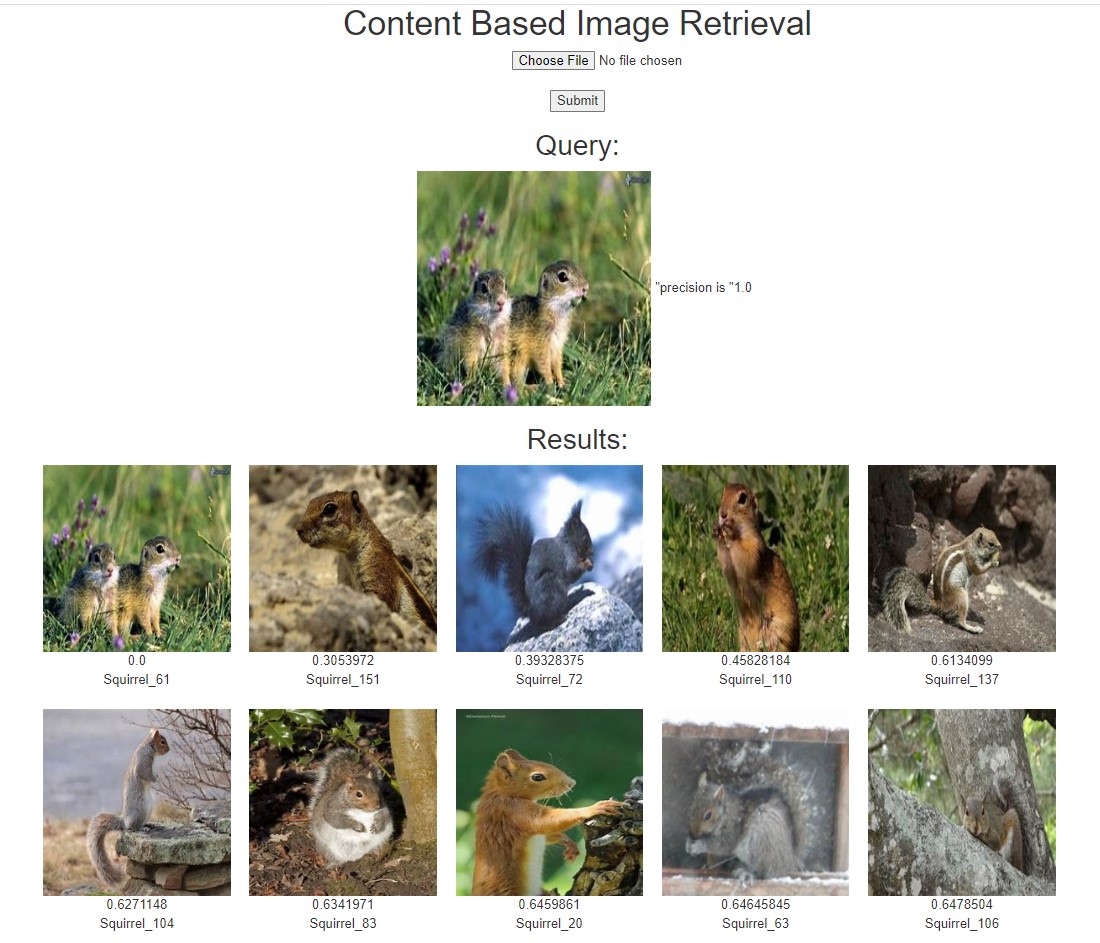 Content Based Image Retrieval
Choose File No file chosen
Submit
Query:
"precision is "1.0
Results:
0.0 0.3053972 0.39328375 0.45828184 0.6134099
Squirrel_61 Squirrel_151 Squirrel_72 Squirrel_110 Squirrel_137
0.6271148 0.6341971 0.6459861 0.64645845 0.6478504
Squirrel_104 Squirrel_83 Squirrel_20 Squirrel_63 Squirrel_106